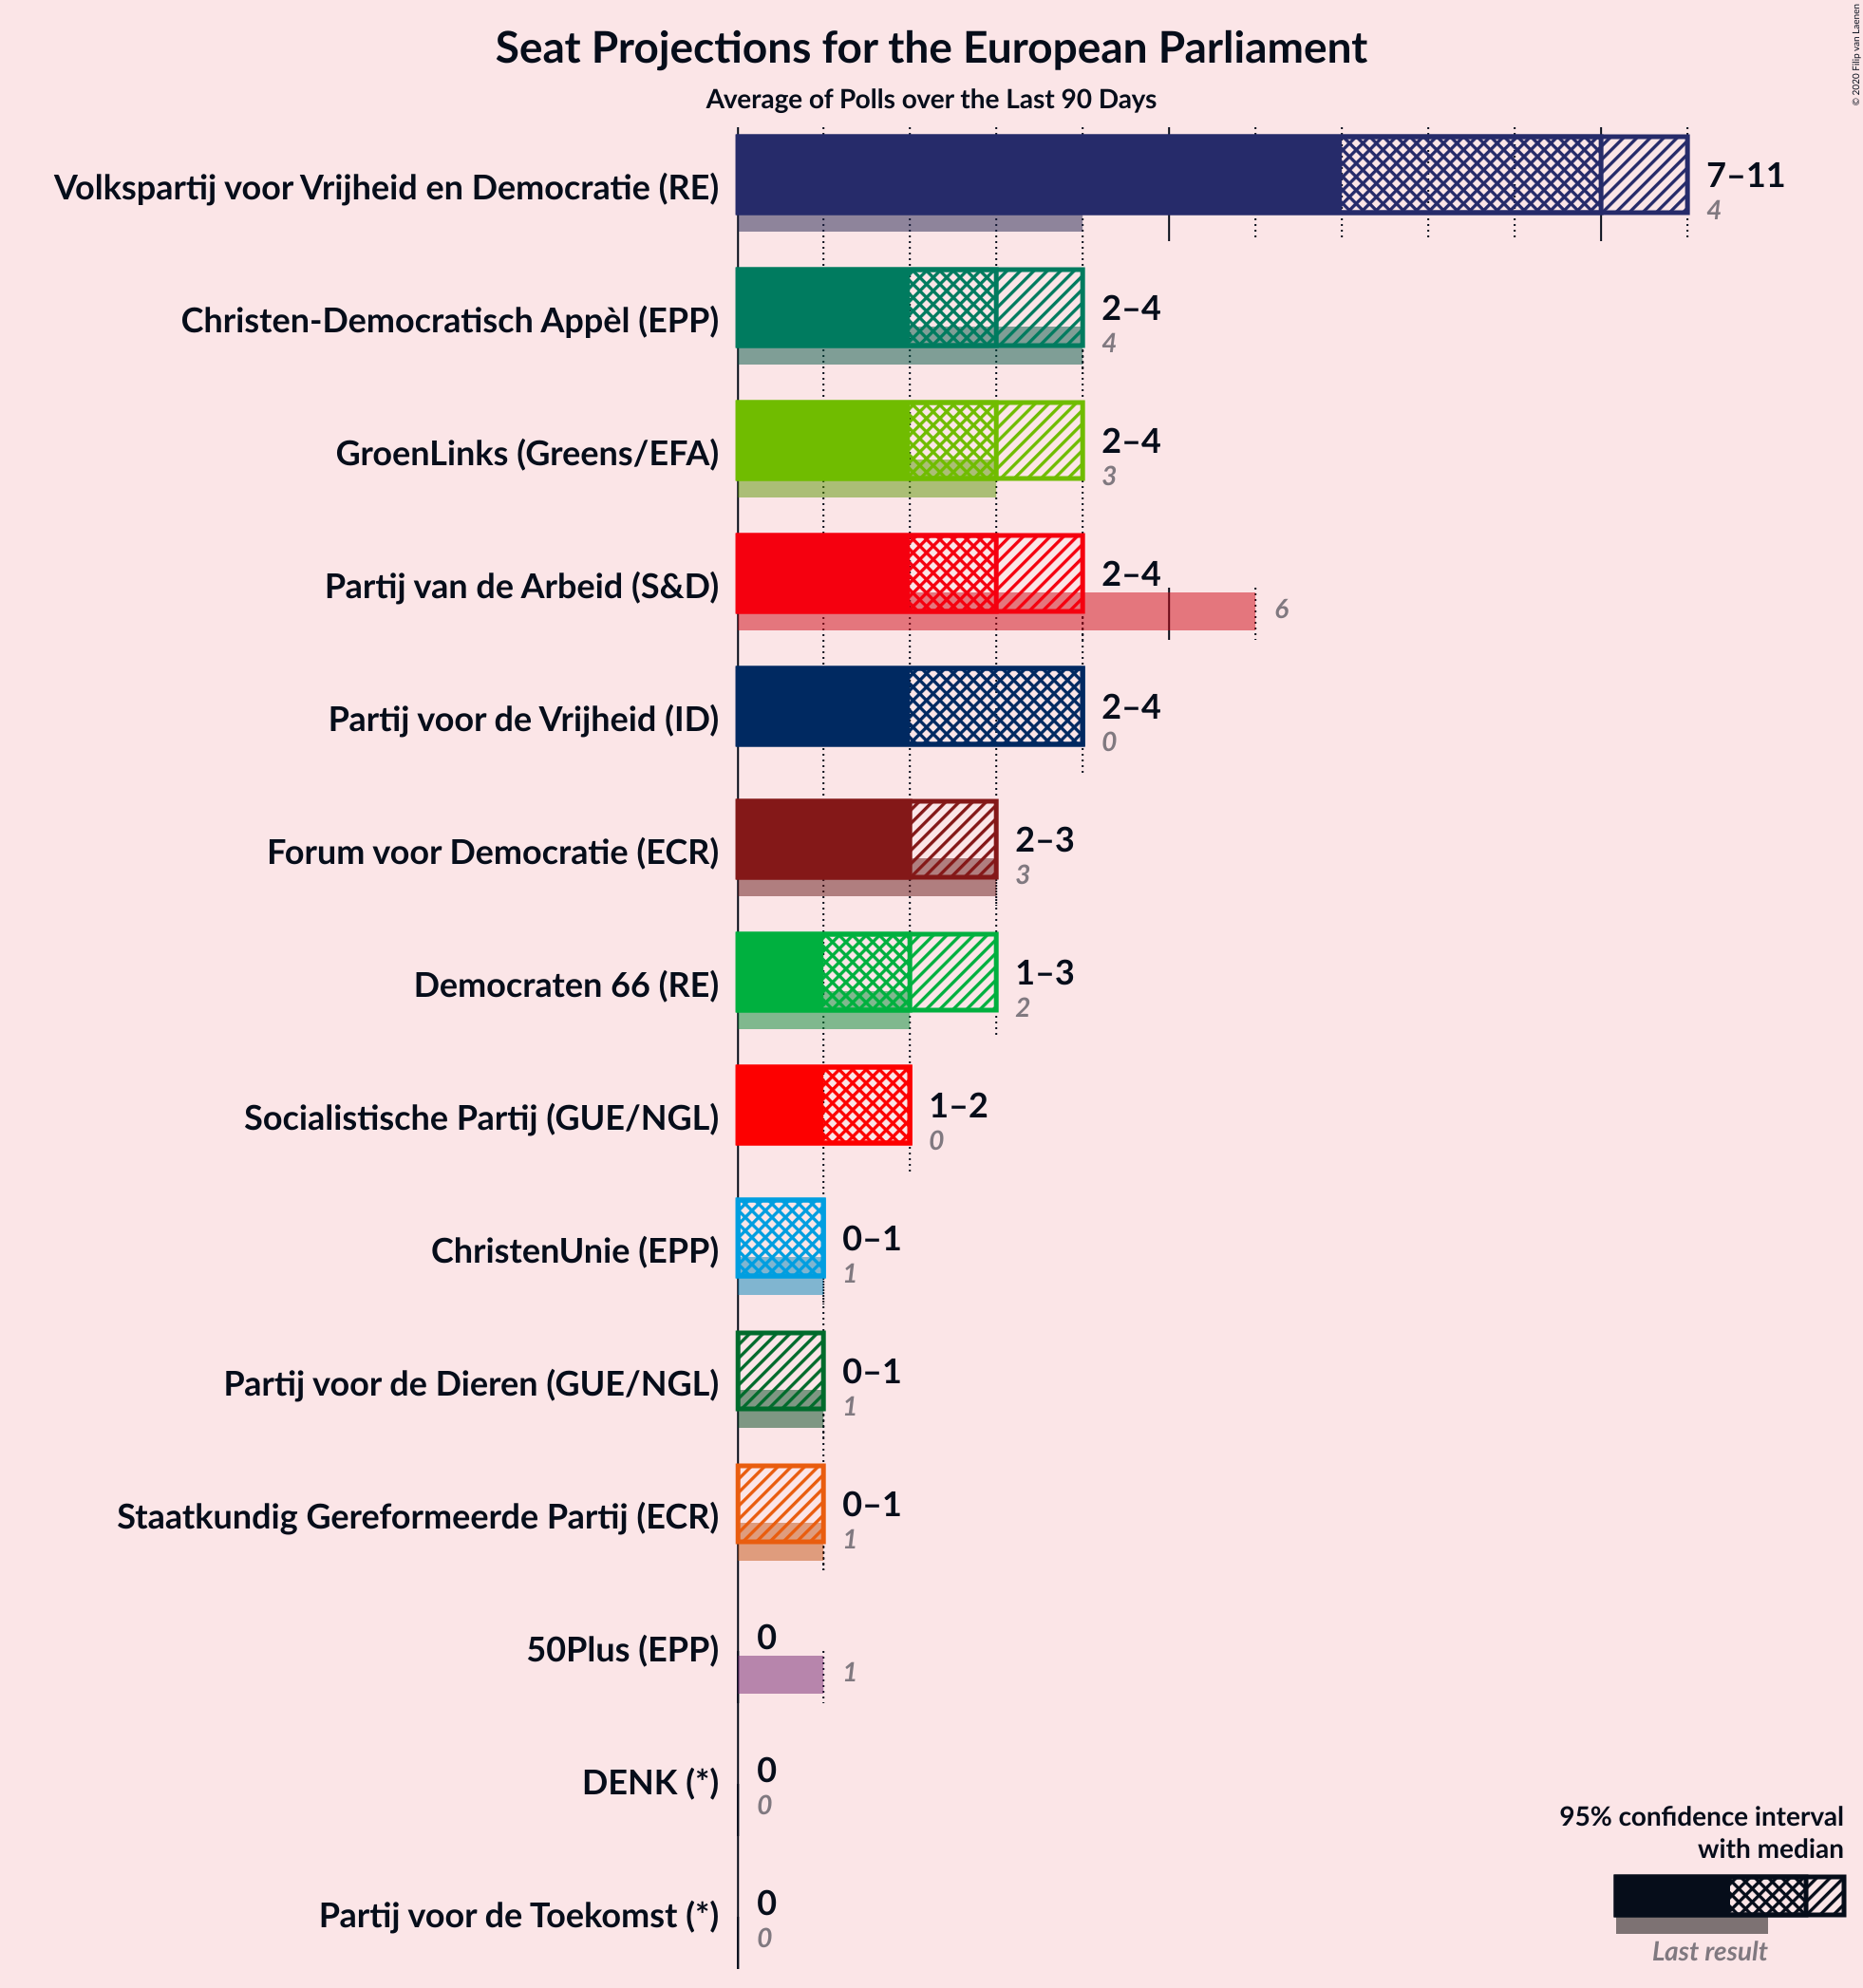 Seat Projections for the European Parliament
Average of Polls over the Last 90 Days
© 2020 Filip van Laenen
Volkspartij voor Vrijheid en Democratie (RE)
7–11
4
Christen-Democratisch Appèl (EPP)
2–4
4
GroenLinks (Greens/EFA)
2–4
3
Partij van de Arbeid (S&D)
2–4
6
Partij voor de Vrijheid (ID)
2–4
0
Forum voor Democratie (ECR)
2–3
3
Democraten 66 (RE)
1–3
2
Socialistische Partij (GUE/NGL)
1–2
0
ChristenUnie (EPP)
0–1
1
Partij voor de Dieren (GUE/NGL)
0–1
1
Staatkundig Gereformeerde Partij (ECR)
0–1
1
50Plus (EPP)
0
1
DENK (*)
0
0
Partij voor de Toekomst (*)
0
0
95% confidence interval
with median
Last result